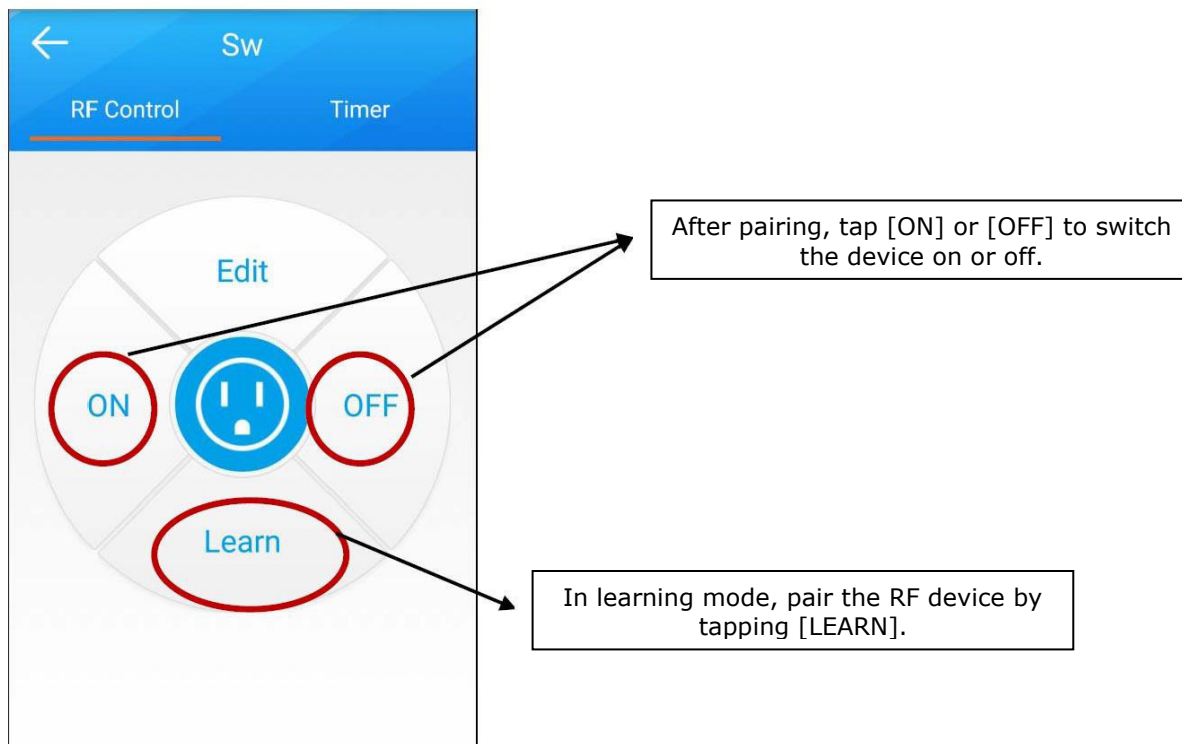 Sw
RF Control
Timer
Edit
ON
OFF
Learn
After pairing, tap [ON] or [OFF] to switch
the device on or off.
In learning mode, pair the RF device by
tapping [LEARN].